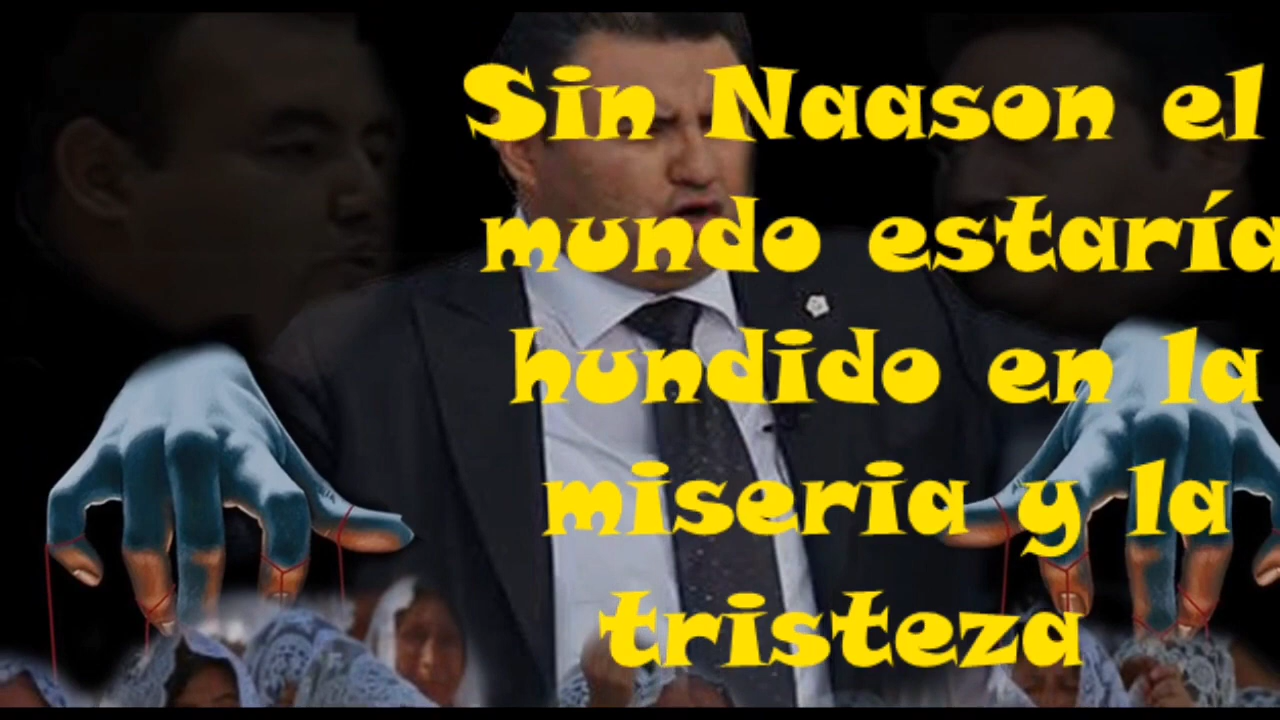 Sin Naason el
mundo estaría
hundido en la
miseria y la
tristeza